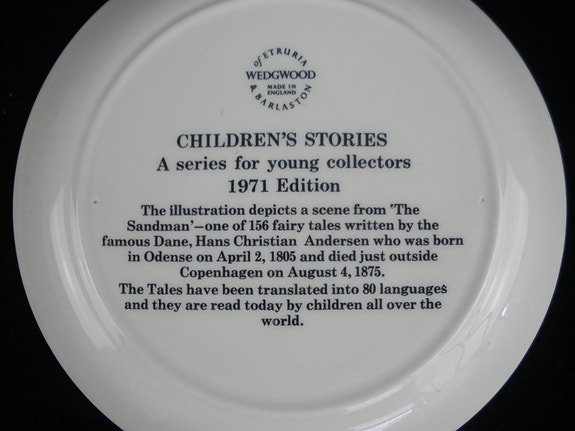 of ETRURIA
WEDGWOOD
MADE IN
ENGLAND
& BARLASTON
CHILDREN'S STORIES
A series for young collectors
1971 Edition
The illustration depicts a scene from 'The
Sandman'—one of 156 fairy tales written by the
famous Dane, Hans Christian Andersen who was born
in Odense on April 2, 1805 and died just outside
Copenhagen on August 4, 1875.
The Tales have been translated into 80 languages
and they are read today by children all over the
world.